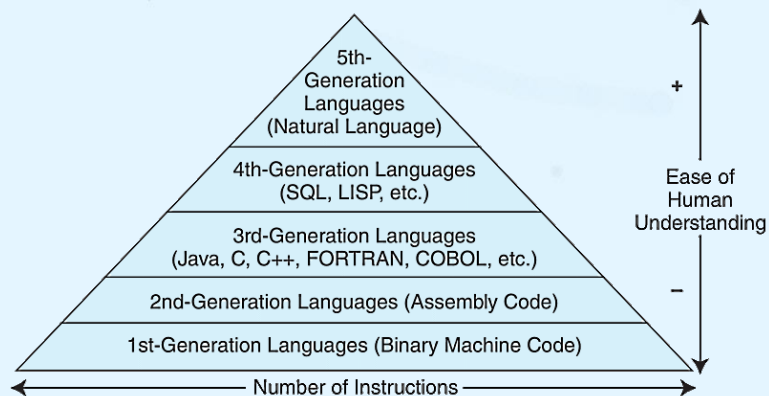 5th-
Generation
Languages
(Natural Language)
4th-Generation Languages
(SQL, LISP, etc.)
3rd-Generation Languages
(Java, C, C++, FORTRAN, COBOL, etc.)
2nd-Generation Languages (Assembly Code)
1st-Generation Languages (Binary Machine Code)
Number of Instructions
+
Ease of
Human
Understanding
–